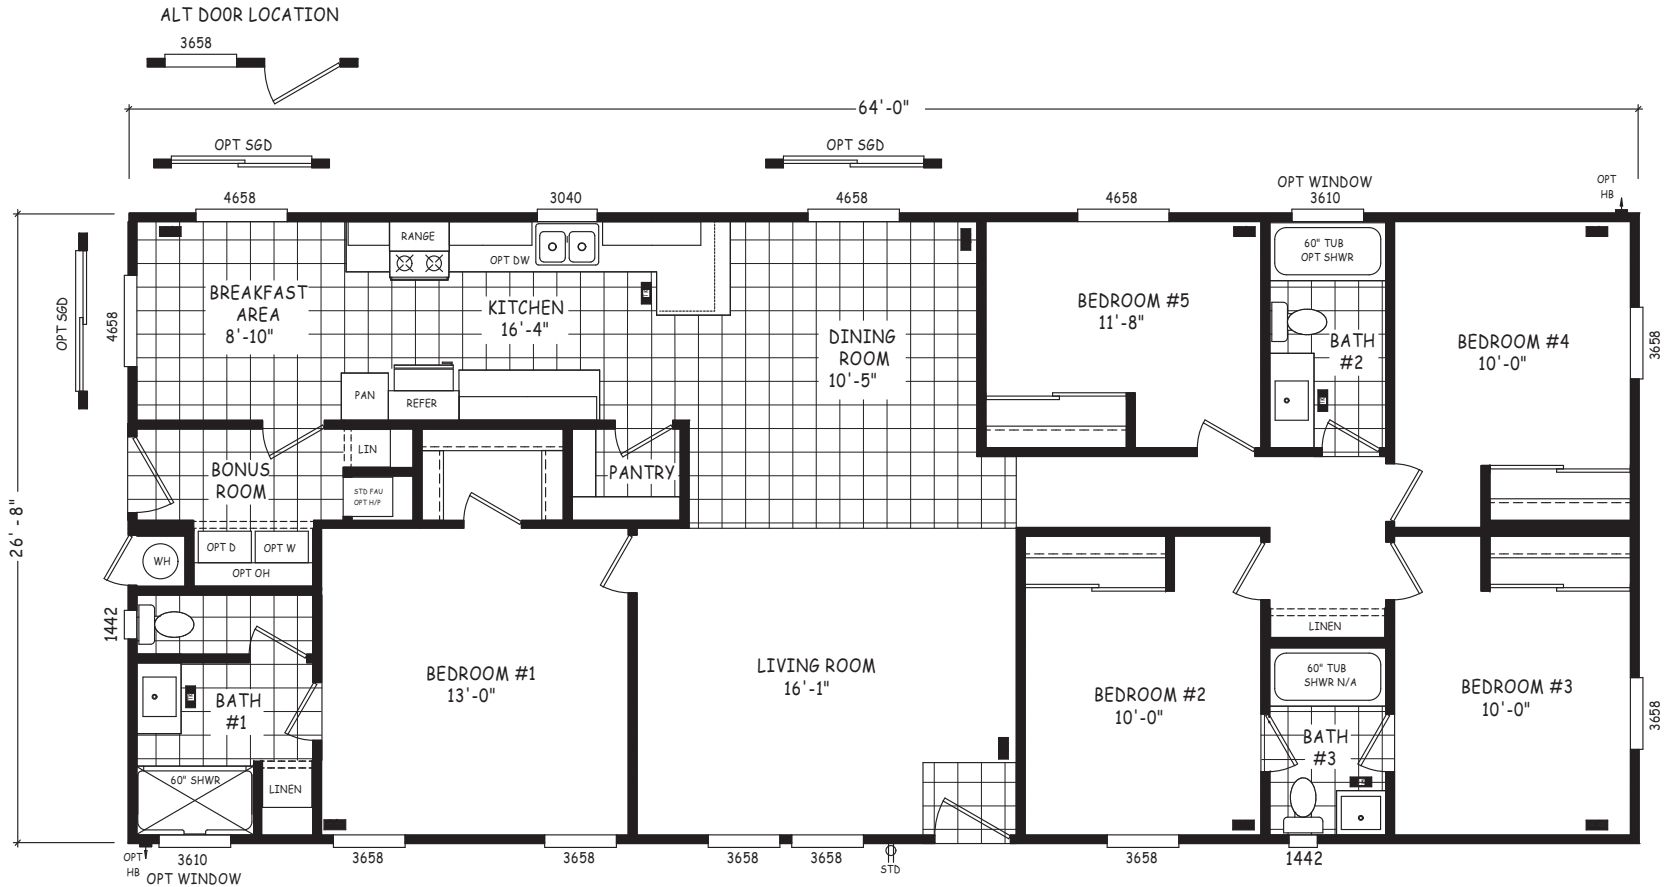 ALT DOOR LOCATION
3658
64'-0"
OPT SGD
OPT SGD
OPT WINDOW
OPT
HB
4658
3040
4658
4658
3610
RANGE
OPT DW
60" TUB
OPT SHWR
BREAKFAST
AREA
8'-10"
KITCHEN
16'-4"
DINING
ROOM
10'-5"
BEDROOM #5
11'-8"
BATH
#2
BEDROOM #4
10'-0"
3658
OPT SGD
4658
PAN
REFER
LIN
BONUS
ROOM
STD FAU
OPT H/P
PANTRY
26'-8"
WH
OPT D
OPT W
OPT OH
1442
BATH
#1
60" SHWR
LINEN
BEDROOM #1
13'-0"
LIVING ROOM
16'-1"
BEDROOM #2
10'-0"
LINEN
60" TUB
SHWR N/A
BATH
#3
BEDROOM #3
10'-0"
3658
OPT
HB
3610
OPT WINDOW
3658
3658
3658
3658
STD
3658
1442